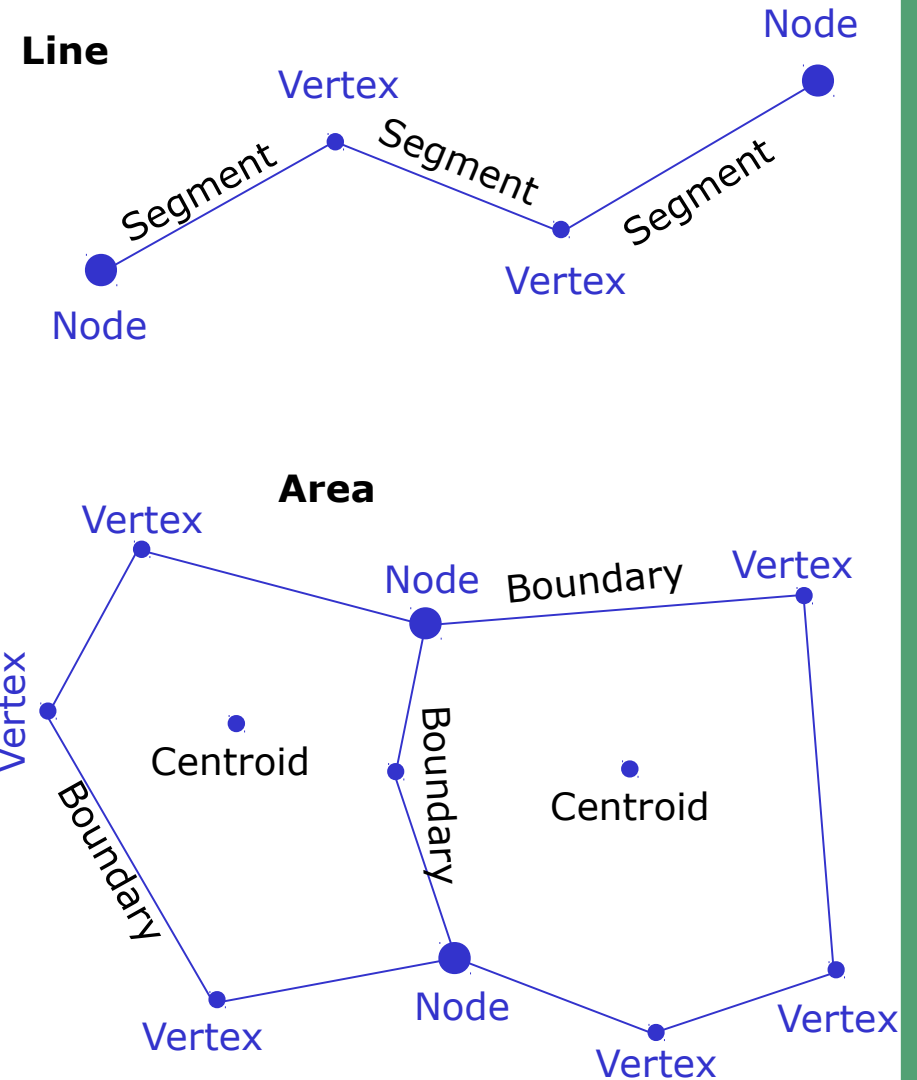 Node
Line
Vertex
Segment
Segment
Segment
Vertex
Node
Area
Vertex
Node
Boundary
Vertex
Vertex
Boundary
Centroid
Centroid
Boundary
Node
Vertex
Vertex
Vertex